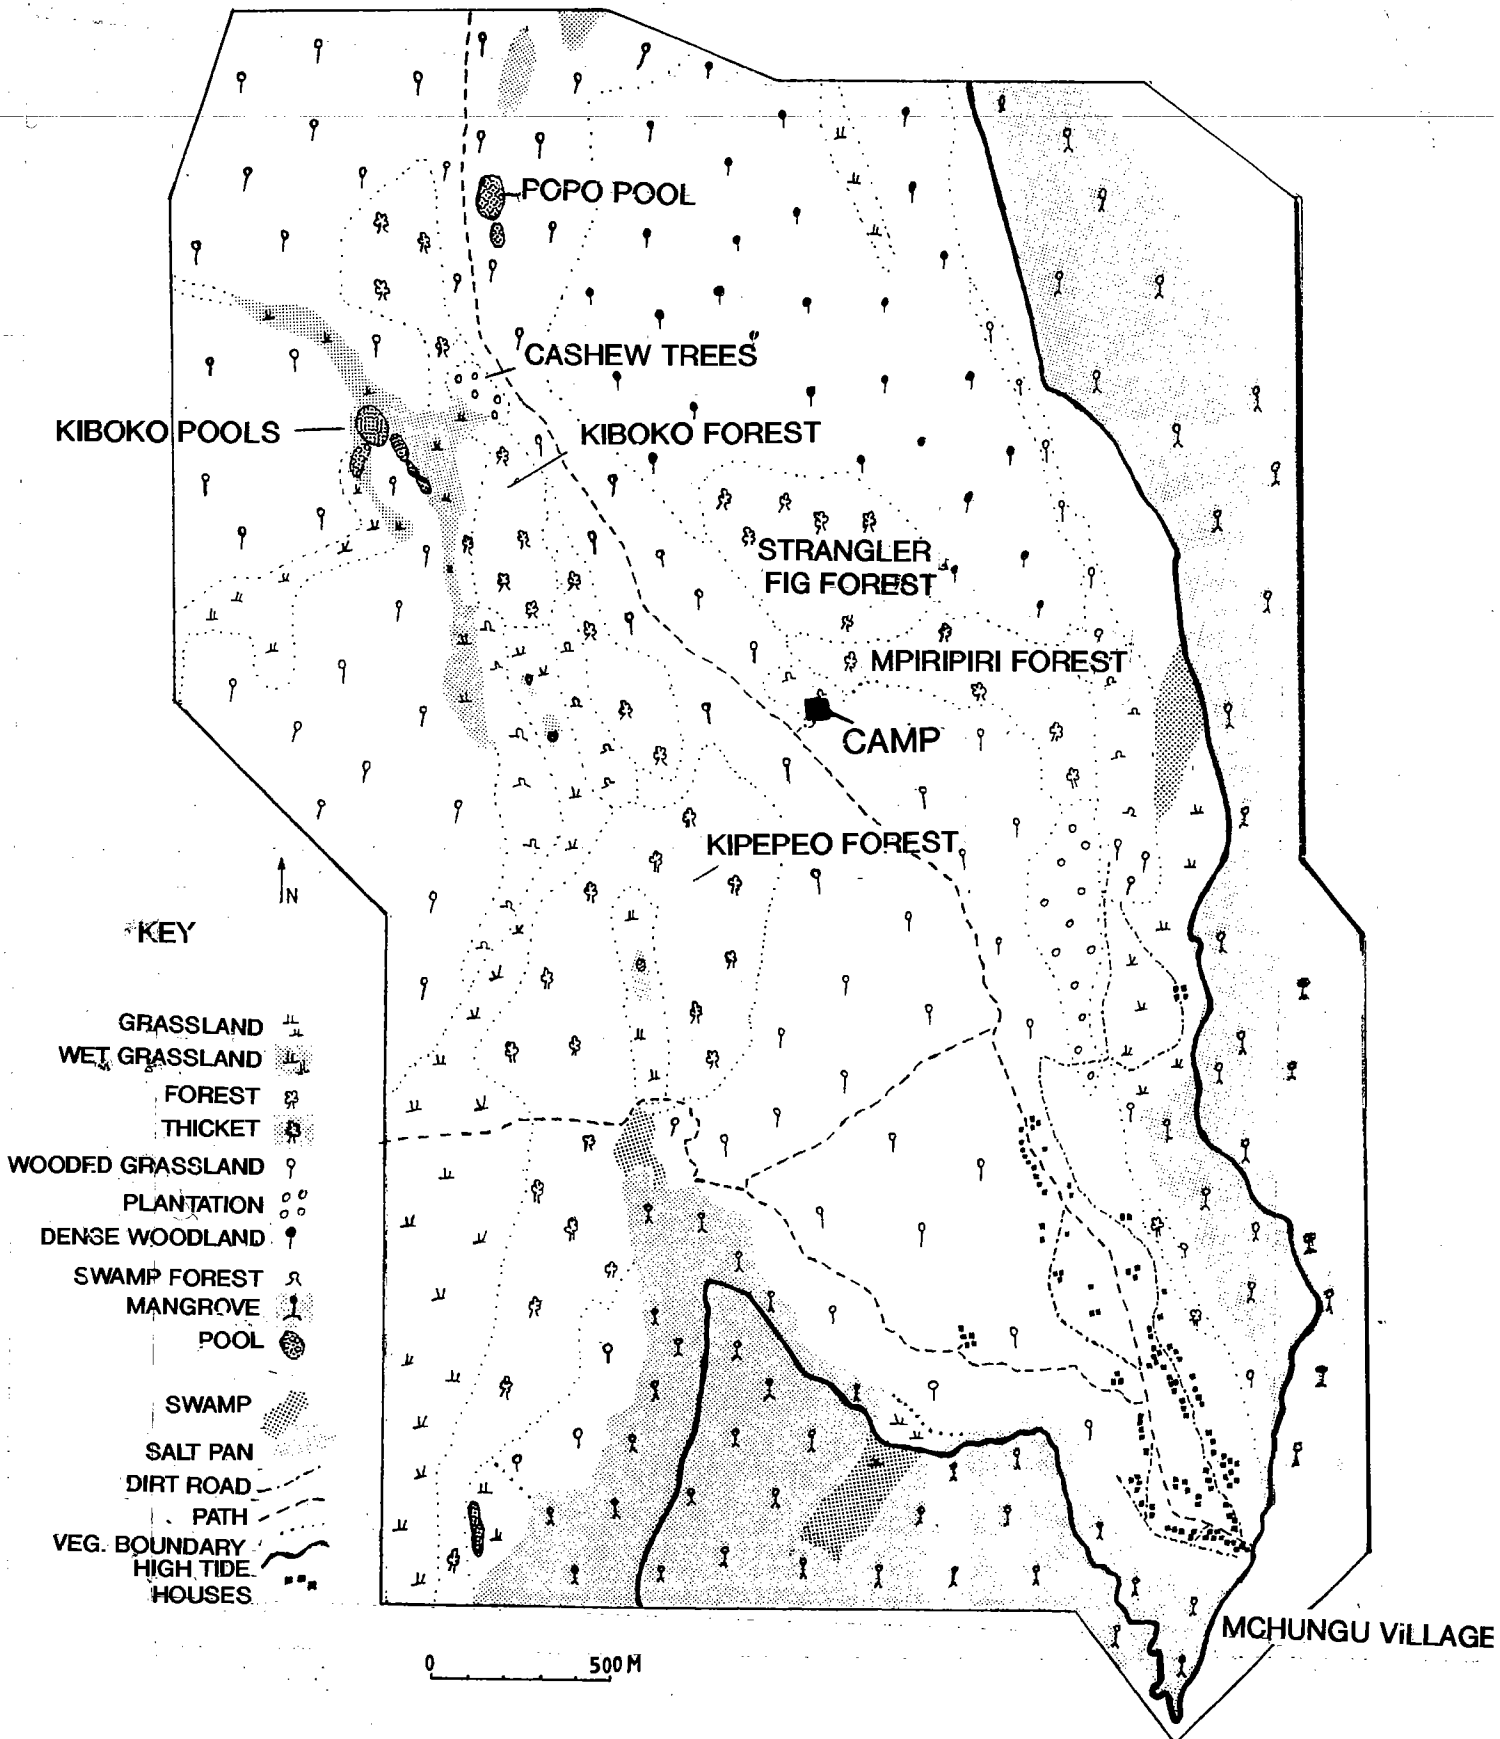 POPO POOL
CASHEW TREES
KIBOKO POOLS
KIBOKO FOREST
STRANGLER
FIG FOREST
MPIRIPIRI FOREST
CAMP
KIPEPEO FOREST
N
KEY
GRASSLAND
WET GRASSLAND
FOREST
THICKET
WOODED GRASSLAND
PLANTATION
DENSE WOODLAND
SWAMP FOREST
MANGROVE
POOL
SWAMP
SALT PAN
DIRT ROAD
PATH
VEG. BOUNDARY
HIGH TIDE
HOUSES
MCHUNGU VILLAGE
0 500 M